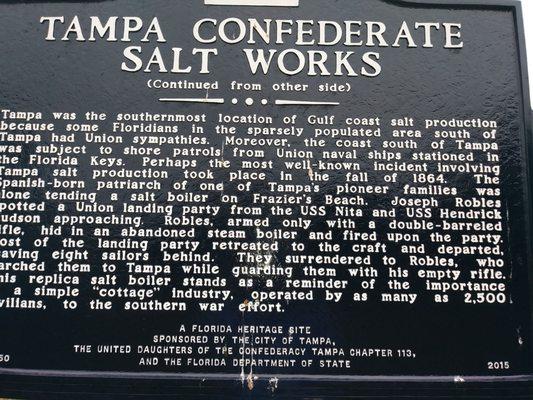 TAMPA CONFEDERATE
SALT WORKS
(Continued from other side)
Tampa was the southernmost location of Gulf coast salt production
because some Floridians in the sparsely populated area south of
Tampa had Union sympathies. Moreover, the coast south of Tampa
was subject to shore patrols from Union naval ships stationed in
the Florida Keys. Perhaps the most well-known incident involving
Tampa salt production took place in the fall of 1864. The
Spanish-born patriarch of one of Tampa's pioneer families was
alone tending a salt boiler on Frazier's Beach. Joseph Robles
spotted a Union landing party from the USS Nita and USS Hendrick
udson approaching. Robles, armed only with a double-barreled
ifle, hid in an abandoned steam boiler and fired upon the party.
ost of the landing party retreated to the craft and departed,
aving eight sailors behind. They surrendered to Robles, who
arched them to Tampa while guarding them with his empty rifle.
his replica salt boiler stands as a reminder of the importance
a simple "cottage" industry, operated by as many as 2,500
vilians, to the southern war effort.
A FLORIDA HERITAGE SITE
SPONSORED BY THE CITY OF TAMPA,
THE UNITED DAUGHTERS OF THE CONFEDERACY TAMPA CHAPTER 113,
AND THE FLORIDA DEPARTMENT OF STATE
50 2015